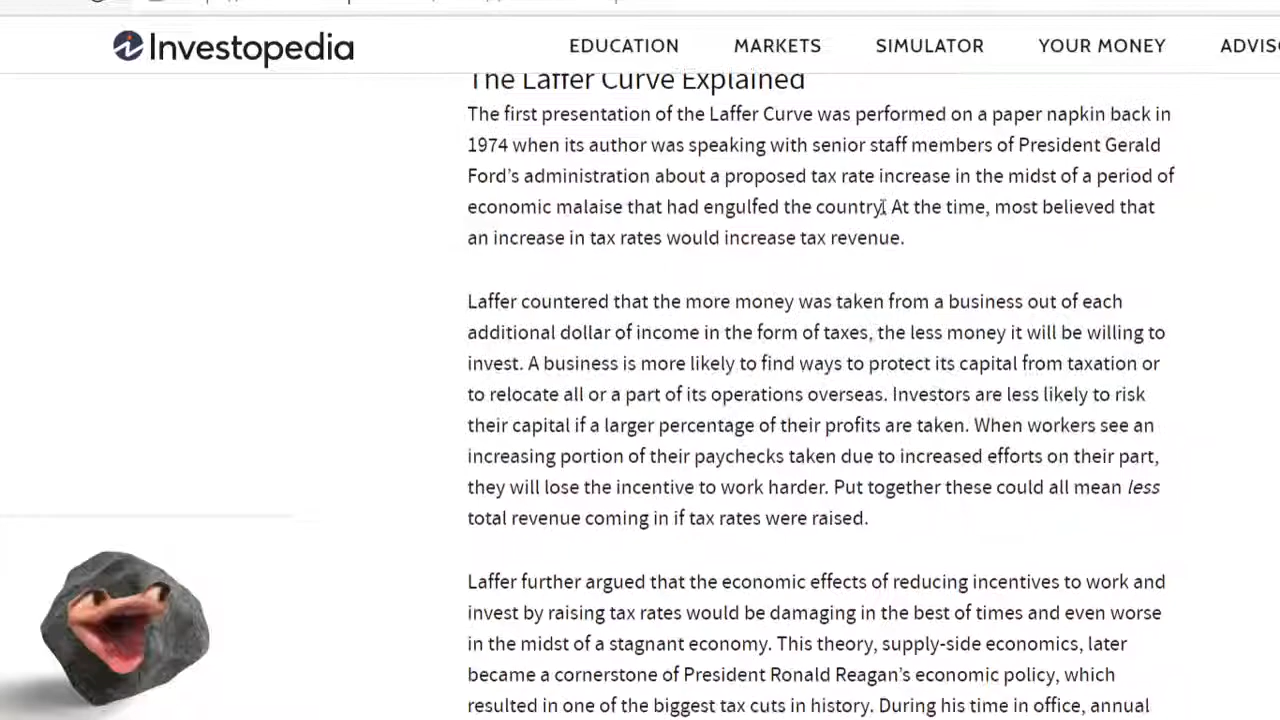 Investopedia
EDUCATION MARKETS SIMULATOR YOUR MONEY
The Laffer Curve Explained
The first presentation of the Laffer Curve was performed on a paper napkin back in
1974 when its author was speaking with senior staff members of President Gerald
Ford’s administration about a proposed tax rate increase in the midst of a period of
economic malaise that had engulfed the country. At the time, most believed that
an increase in tax rates would increase tax revenue.
Laffer countered that the more money was taken from a business out of each
additional dollar of income in the form of taxes, the less money it will be willing to
invest. A business is more likely to find ways to protect its capital from taxation or
to relocate all or a part of its operations overseas. Investors are less likely to risk
their capital if a larger percentage of their profits are taken. When workers see an
increasing portion of their paychecks taken due to increased efforts on their part,
they will lose the incentive to work harder. Put together these could all mean less
total revenue coming in if tax rates were raised.
Laffer further argued that the economic effects of reducing incentives to work and
invest by raising tax rates would be damaging in the best of times and even worse
in the midst of a stagnant economy. This theory, supply-side economics, later
became a cornerstone of President Ronald Reagan’s economic policy, which
resulted in one of the biggest tax cuts in history. During his time in office, annual